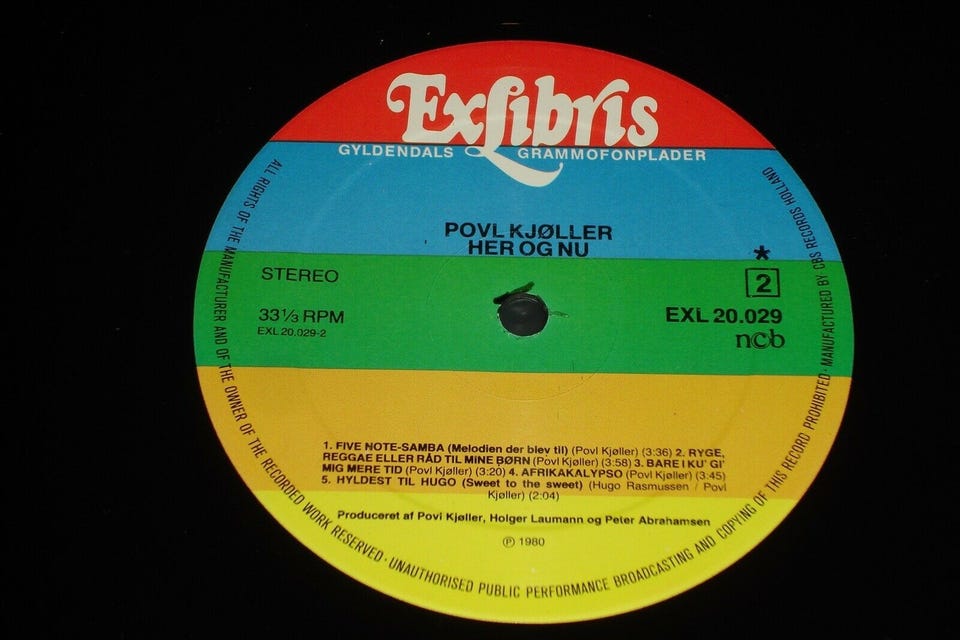 ExLibris
GYLDENDALS GRAMMOFONPLADER
POVL KJØLLER
HER OG NU
STEREO
33⅓ RPM
EXL 20.029-2
*
2
EXL 20.029
ncb
1. FIVE NOTE-SAMBA (Melodien der blev til) (Povl Kjøller) (3:36) 2. RYGE,
REGGAE ELLER RÅD TIL MINE BØRN (Povl Kjøller) (3:58) 3. BARE I KU' GI'
MIG MERE TID (Povl Kjøller) (3:20) 4. AFRIKAKALYPSO (Povl Kjøller) (3:45)
5. HYLDEST TIL HUGO (Sweet to the sweet) (Hugo Rasmussen / Povl
Kjøller) (2:04)
Produceret af Povl Kjøller, Holger Laumann og Peter Abrahamsen
℗ 1980
ALL RIGHTS OF THE MANUFACTURER AND OF THE OWNER OF THE RECORDED WORK RESERVED · UNAUTHORISED PUBLIC PERFORMANCE BROADCASTING AND COPYING OF THIS RECORD PROHIBITED · MANUFACTURED BY CBS RECORDS HOLLAND